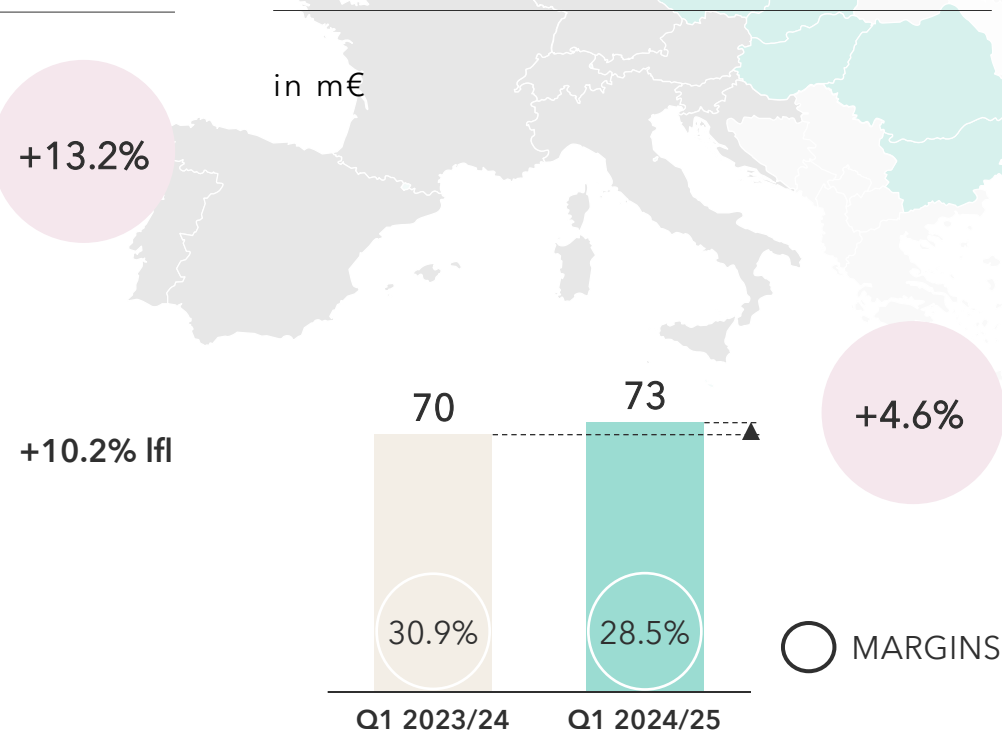 in m€
+13.2%
70
73
+4.6%
+10.2% lfl
30.9%
28.5%
MARGINS
Q1 2023/24
Q1 2024/25